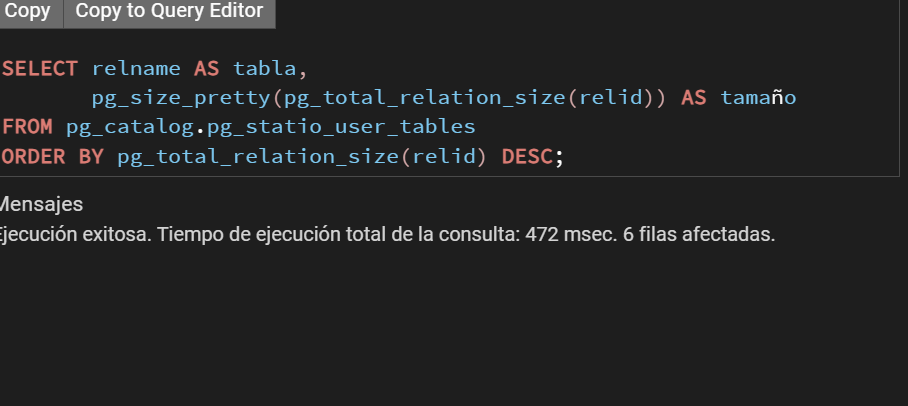 Copy Copy to Query Editor
SELECT relname AS tabla,
pg_size_pretty(pg_total_relation_size(relid)) AS tamaño
FROM pg_catalog.pg_statio_user_tables
ORDER BY pg_total_relation_size(relid) DESC;
Mensajes
Ejecución exitosa. Tiempo de ejecución total de la consulta: 472 msec. 6 filas afectadas.